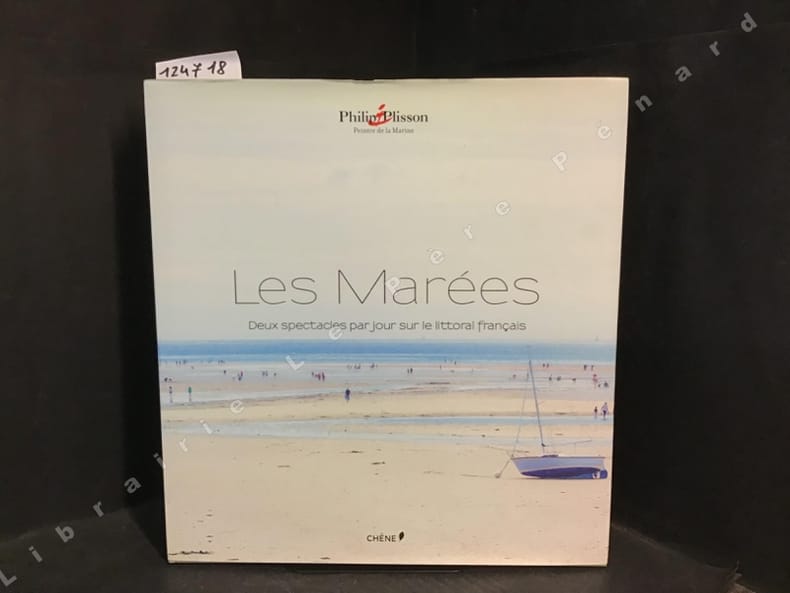 124718
Philip Plisson
Peintre de la Marine
Les Marées
Deux spectacles par jour sur le littoral français
CHÊNE
Librairie Le Père Pénard